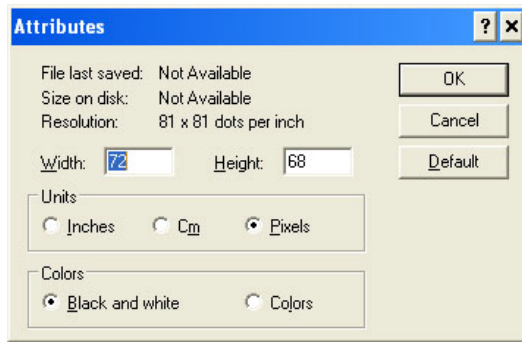 Attributes
? ×
File last saved: Not Available
Size on disk: Not Available
Resolution: 81 x 81 dots per inch
OK
Cancel
Default
Width: 72 Height: 68
Units
Inches Cm Pixels
Colors
Black and white Colors